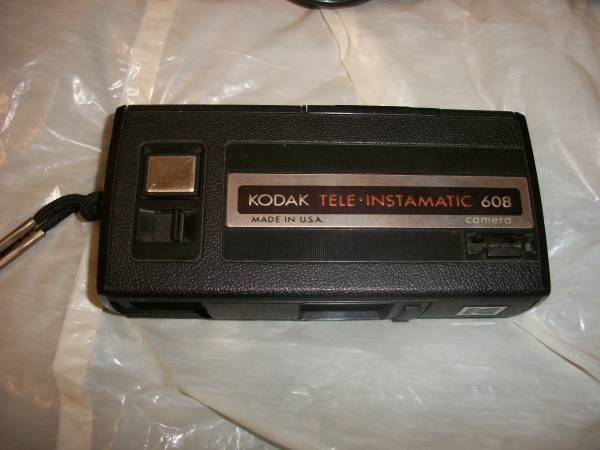 KODAK TELE·INSTAMATIC 608
MADE IN U.S.A. camera